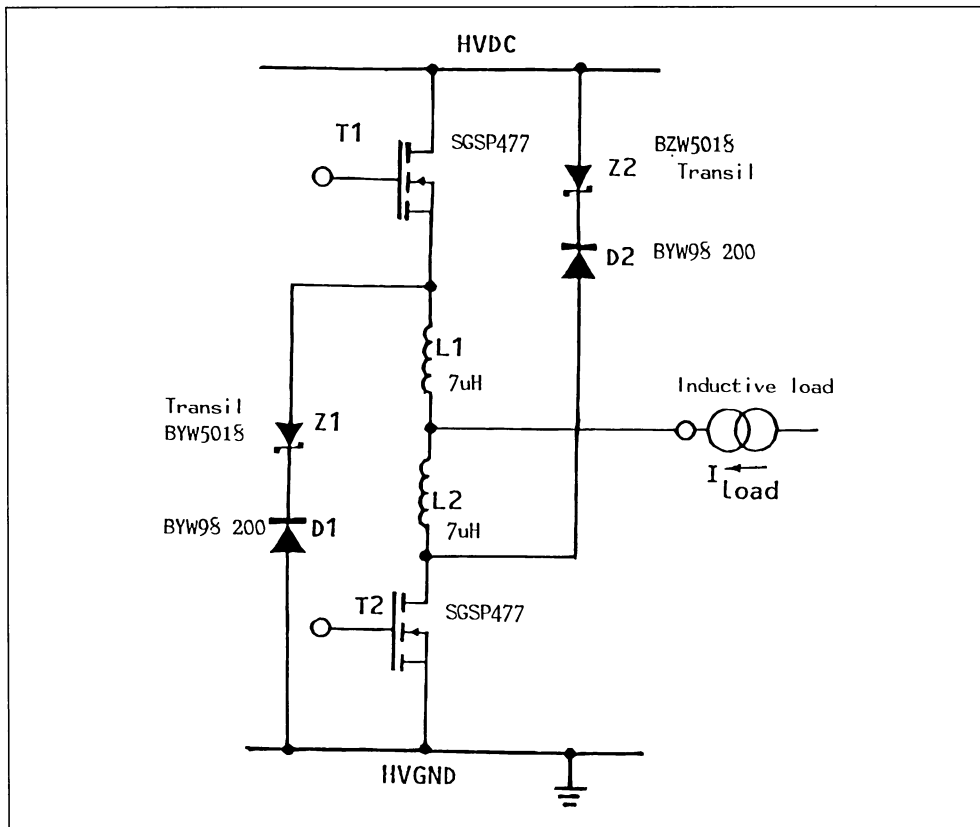 HVDC
T1
SGSP477
BZW5018
Z2
Transil
D2
BYW98 200
L1
7uH
Inductive load
Transil
BYW5018
Z1
I load
L2
7uH
BYW98 200
D1
T2
SGSP477
HVGND